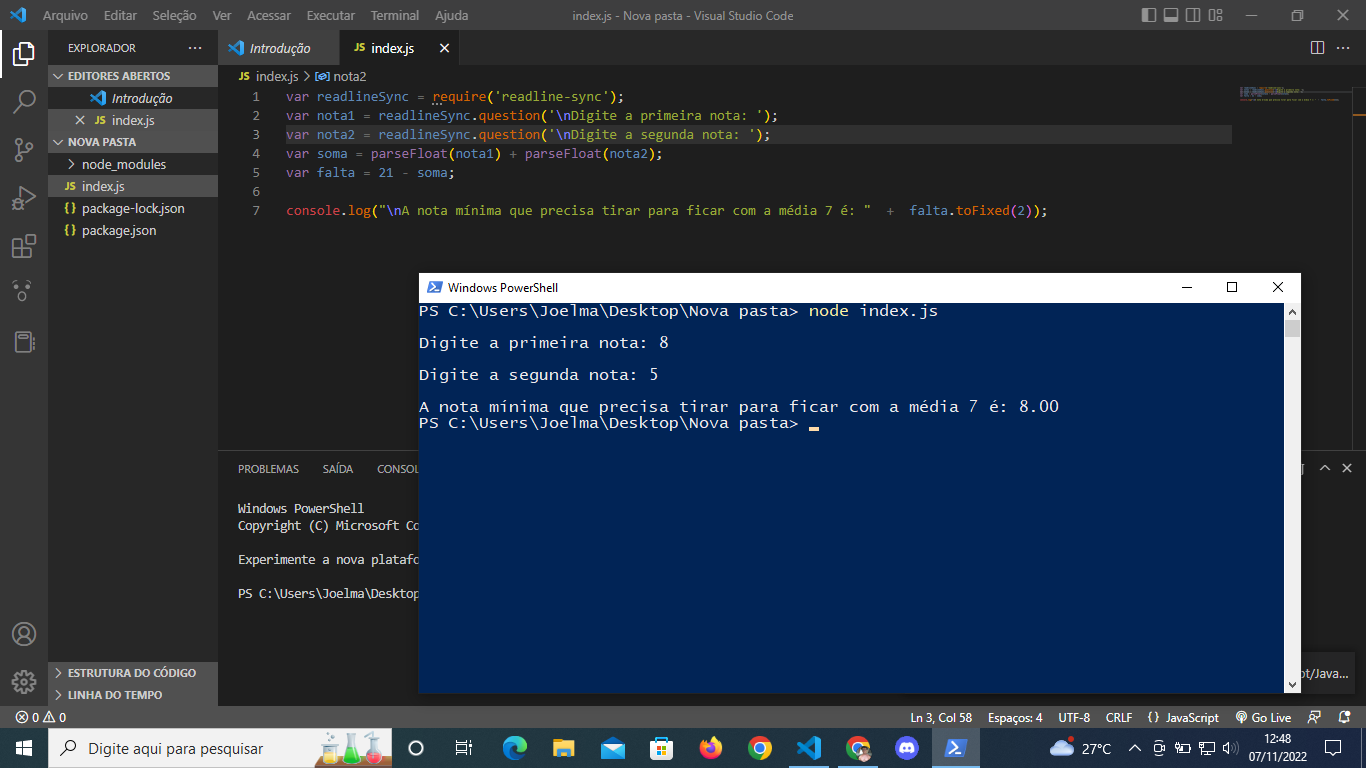 Arquivo Editar Seleção Ver Acessar Executar Terminal Ajuda
index.js - Nova pasta - Visual Studio Code
EXPLORADOR
EDITORES ABERTOS
Introdução
JS index.js
NOVA PASTA
node_modules
JS index.js
{} package-lock.json
{} package.json
ESTRUTURA DO CÓDIGO
LINHA DO TEMPO
Introdução
JS index.js
JS index.js > nota2
1 var readlineSync = require('readline-sync');
2 var nota1 = readlineSync.question('\nDigite a primeira nota: ');
3 var nota2 = readlineSync.question('\nDigite a segunda nota: ');
4 var soma = parseFloat(nota1) + parseFloat(nota2);
5 var falta = 21 - soma;
6
7 console.log("\nA nota mínima que precisa tirar para ficar com a média 7 é: " + falta.toFixed(2));
Windows PowerShell
PS C:\Users\Joelma\Desktop\Nova pasta> node index.js
Digite a primeira nota: 8
Digite a segunda nota: 5
A nota mínima que precisa tirar para ficar com a média 7 é: 8.00
PS C:\Users\Joelma\Desktop\Nova pasta>
PROBLEMAS SAÍDA CONSOL
Windows PowerShell
Copyright (C) Microsoft Co
Experimente a nova platafo
PS C:\Users\Joelma\Desktop
pt/Java...
0 0
Ln 3, Col 58 Espaços: 4 UTF-8 CRLF {} JavaScript Go Live
Digite aqui para pesquisar
27°C
12:48
07/11/2022